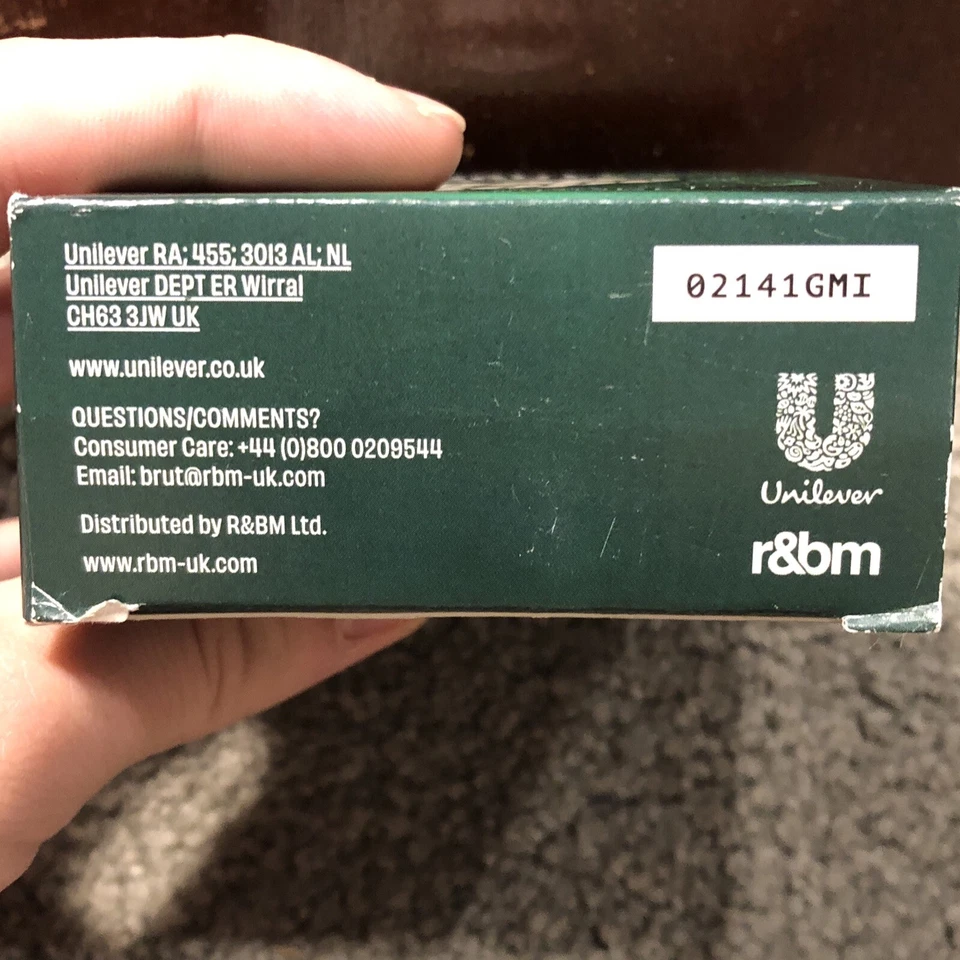 Unilever RA; 455; 3013 AL; NL
Unilever DEPT ER Wirral
CH63 3JW UK
www.unilever.co.uk
QUESTIONS/COMMENTS?
Consumer Care: +44 (0)800 0209544
Email: brut@rbm-uk.com
Distributed by R&BM Ltd.
www.rbm-uk.com
02141GMI
Unilever
r&bm